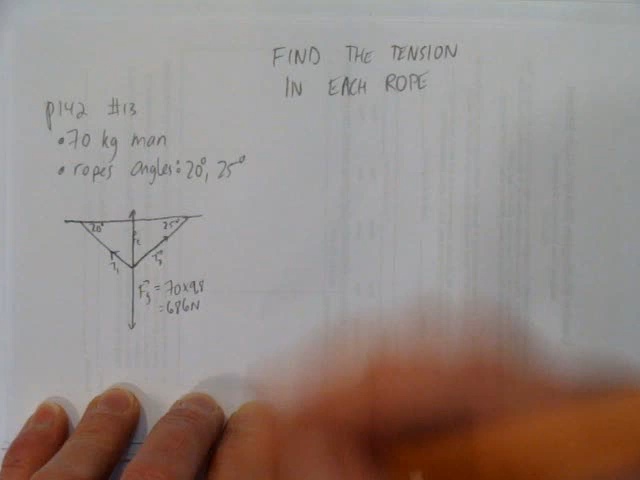 FIND THE TENSION
IN EACH ROPE
p142 #13
• 70 kg man
• ropes angles: 20°, 25°
20° 25°
T₁ T₂
Fg = 70×9.8
= 686N